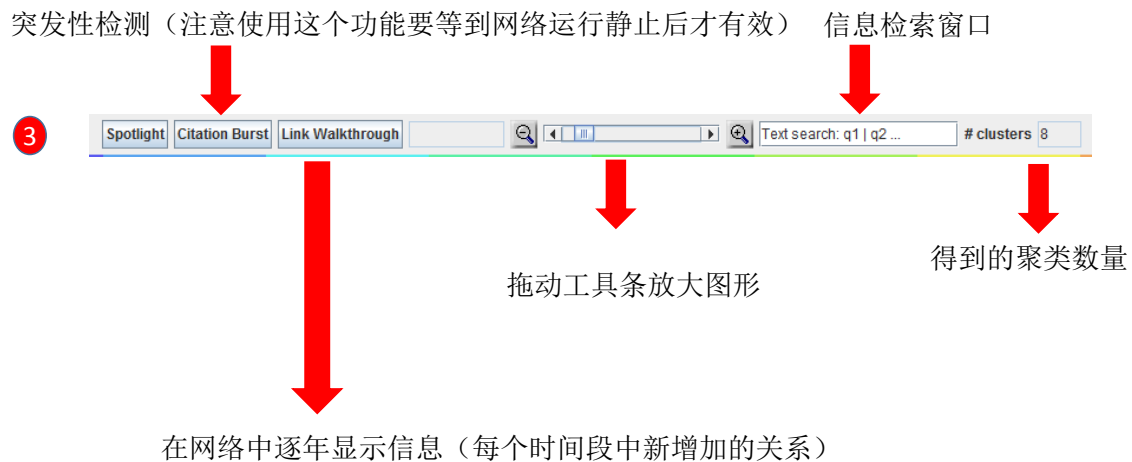 突发性检测（注意使用这个功能要等到网络运行静止后才有效） 信息检索窗口
3
Spotlight Citation Burst Link Walkthrough Text search: q1 | q2 ... # clusters 8
得到的聚类数量
拖动工具条放大图形
在网络中逐年显示信息（每个时间段中新增加的关系）